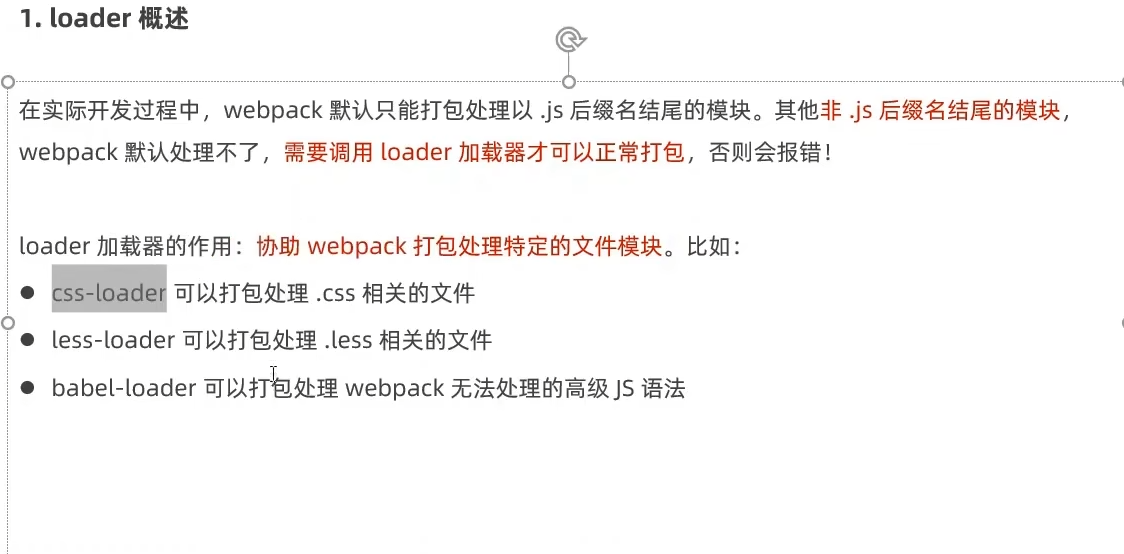 1. loader 概述
在实际开发过程中，webpack 默认只能打包处理以 .js 后缀名结尾的模块。其他非 .js 后缀名结尾的模块，
webpack 默认处理不了，需要调用 loader 加载器才可以正常打包，否则会报错！
loader 加载器的作用：协助 webpack 打包处理特定的文件模块。比如：
● css-loader 可以打包处理 .css 相关的文件
● less-loader 可以打包处理 .less 相关的文件
● babel-loader 可以打包处理 webpack 无法处理的高级 JS 语法